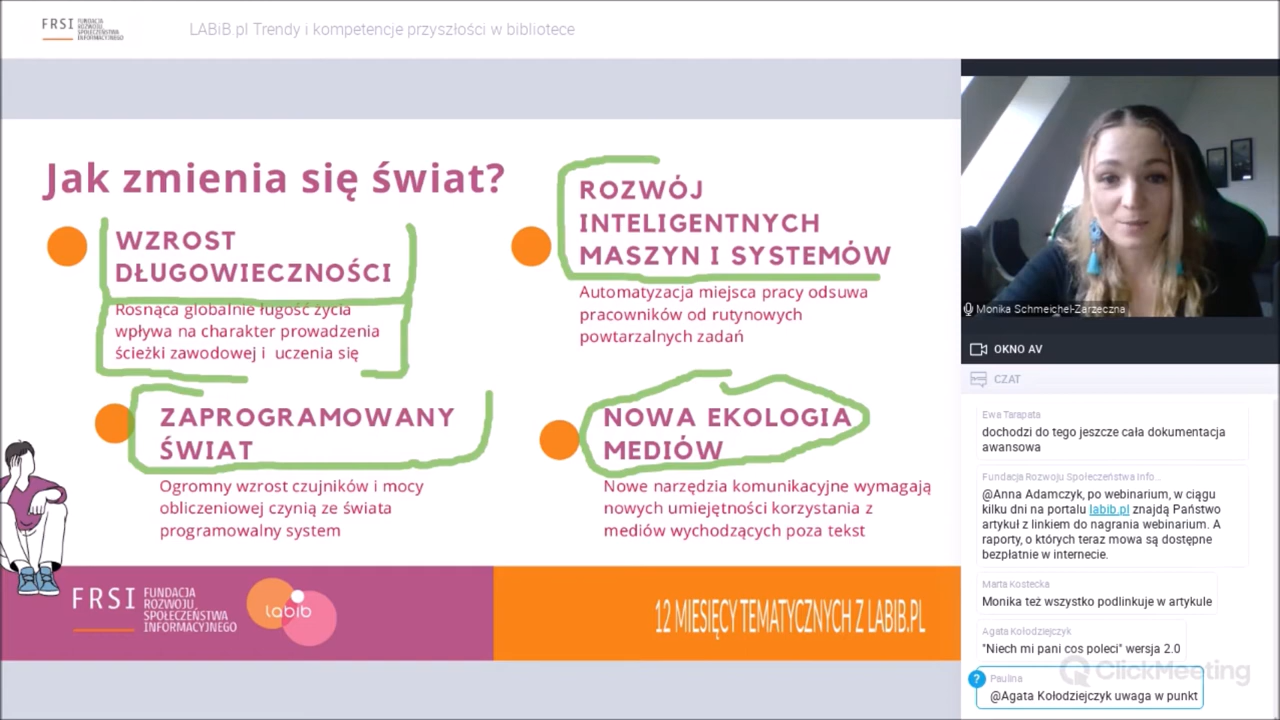 FRSI
FUNDACJA
ROZWOJU
SPOŁECZEŃSTWA
INFORMACYJNEGO
LABiB.pl Trendy i kompetencje przyszłości w bibliotece
Jak zmienia się świat?
WZROST
DŁUGOWIECZNOŚCI
Rosnąca globalnie ługość życia
wpływa na charakter prowadzenia
ścieżki zawodowej i uczenia się
ROZWÓJ
INTELIGENTNYCH
MASZYN I SYSTEMÓW
Automatyzacja miejsca pracy odsuwa
pracowników od rutynowych
powtarzalnych zadań
ZAPROGRAMOWANY
ŚWIAT
Ogromny wzrost czujników i mocy
obliczeniowej czynią ze świata
programowalny system
NOWA EKOLOGIA
MEDIÓW
Nowe narzędzia komunikacyjne wymagają
nowych umiejętności korzystania z
mediów wychodzących poza tekst
FRSI
FUNDACJA
ROZWOJU
SPOŁECZEŃSTWA
INFORMACYJNEGO
labib
12 MIESIĘCY TEMATYCZNYCH Z LABIB.PL
Monika Schmeichel-Zarzeczna
OKNO AV
CZAT
Ewa Tarapata
dochodzi do tego jeszcze cała dokumentacja
awansowa
Fundacja Rozwoju Społeczeństwa Info...
@Anna Adamczyk, po webinarium, w ciągu
kilku dni na portalu labib.pl znajdą Państwo
artykuł z linkiem do nagrania webinarium. A
raporty, o których teraz mowa są dostępne
bezpłatnie w internecie.
Marta Kostecka
Monika też wszystko podlinkuje w artykule
Agata Kołodziejczyk
"Niech mi pani cos poleci" wersja 2.0
ClickMeeting
?
Paulina
@Agata Kołodziejczyk uwaga w punkt